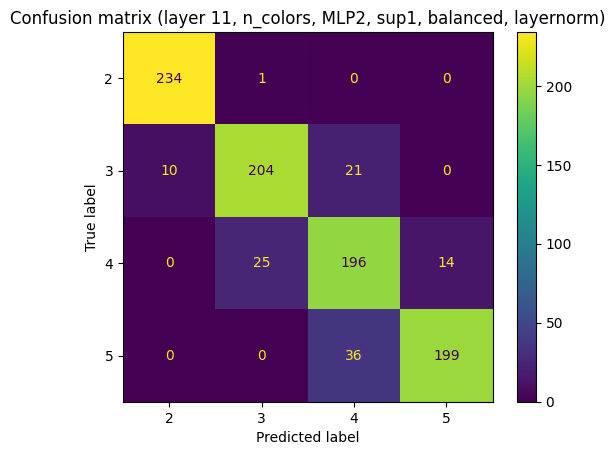 Confusion matrix (layer 11, n_colors, MLP2, sup1, balanced, layernorm)
2 234 1 0 0
3 10 204 21 0
4 0 25 196 14
5 0 0 36 199
2 3 4 5
True label
Predicted label
200
150
100
50
0